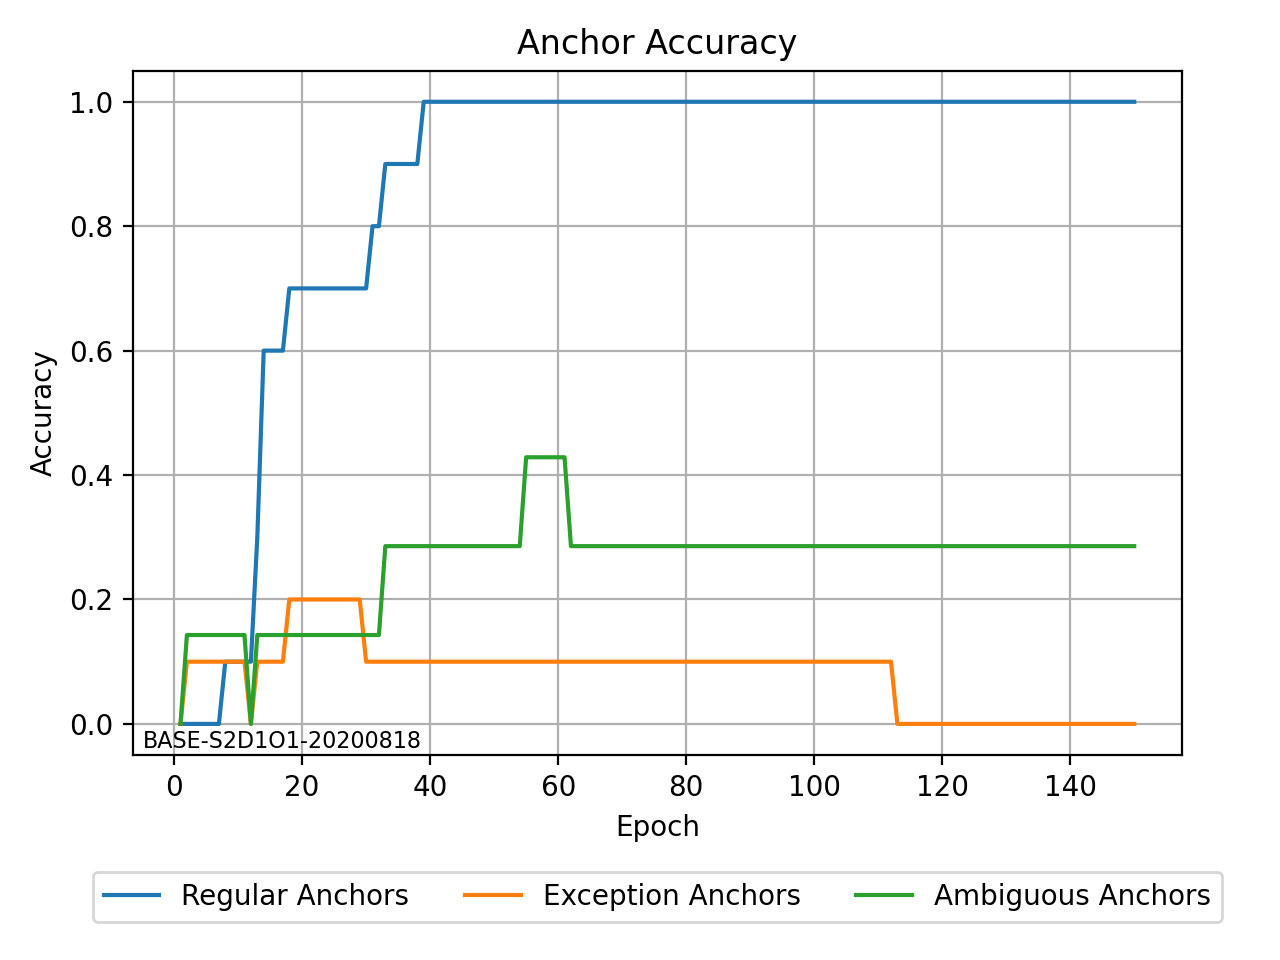 Anchor Accuracy
Accuracy
1.0
0.8
0.6
0.4
0.2
0.0
BASE-S2D1O1-20200818
0 20 40 60 80 100 120 140
Epoch
Regular Anchors Exception Anchors Ambiguous Anchors